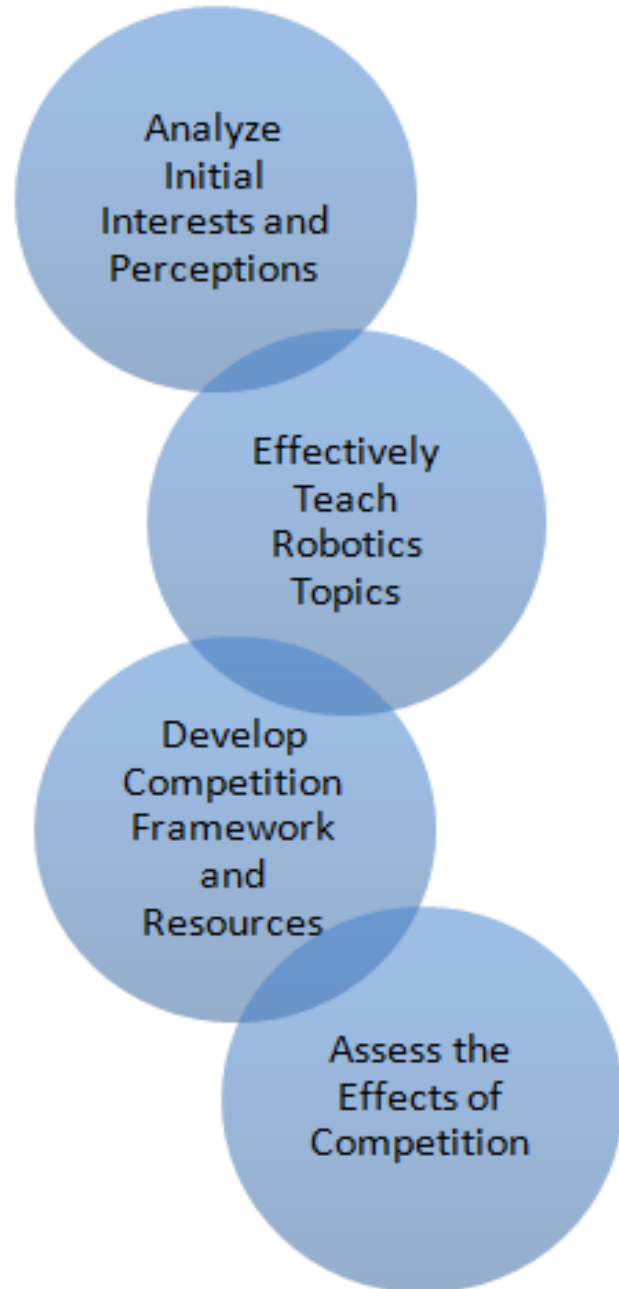 Analyze
Initial
Interests and
Perceptions
Effectively
Teach
Robotics
Topics
Develop
Competition
Framework
and
Resources
Assess the
Effects of
Competition